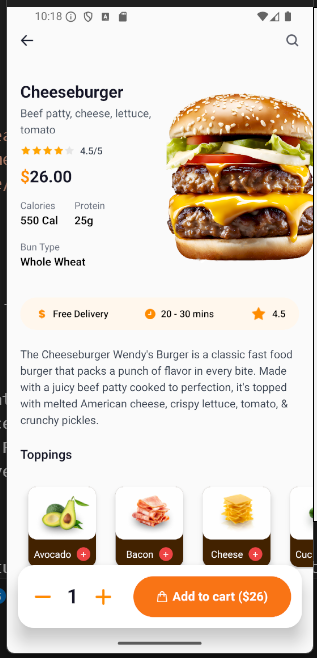 10:18
Cheeseburger
Beef patty, cheese, lettuce,
tomato
4.5/5
$26.00
Calories Protein
550 Cal 25g
Bun Type
Whole Wheat
$ Free Delivery 20 - 30 mins 4.5
The Cheeseburger Wendy's Burger is a classic fast food
burger that packs a punch of flavor in every bite. Made
with a juicy beef patty cooked to perfection, it's topped
with melted American cheese, crispy lettuce, tomato, &
crunchy pickles.
Toppings
Avocado + Bacon + Cheese + Cuc
− 1 + Add to cart ($26)